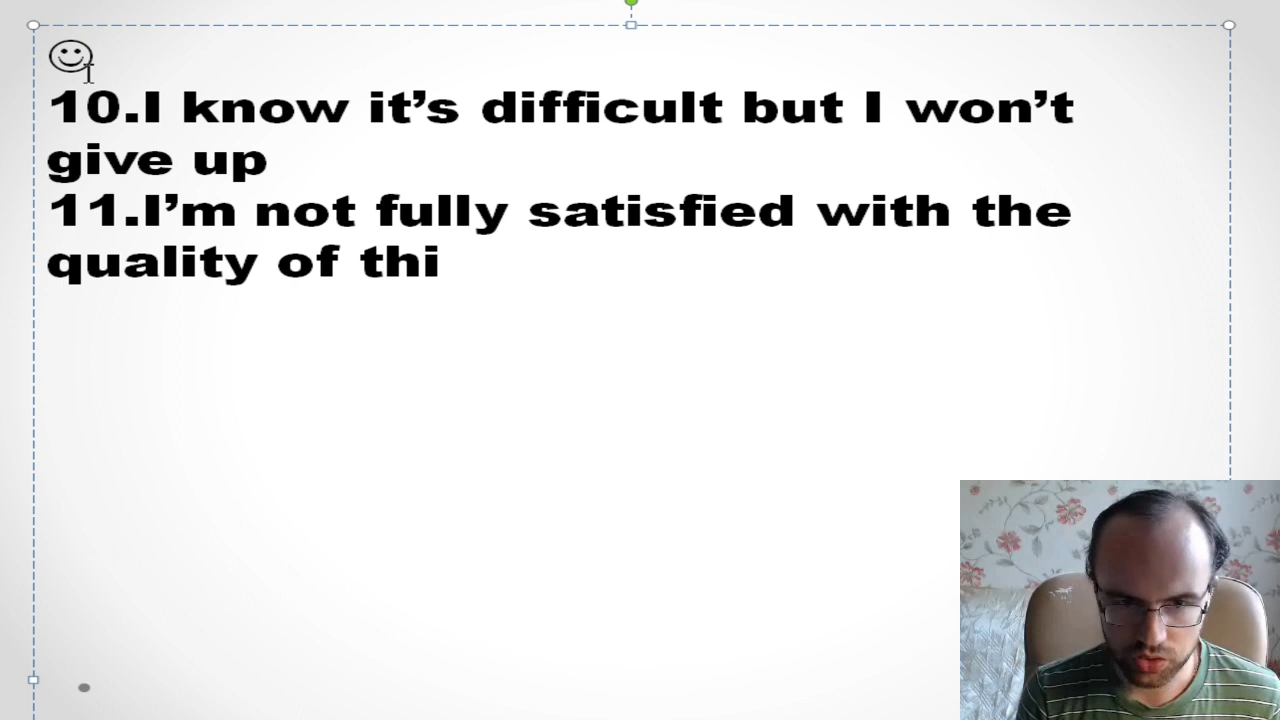 10.I know it’s difficult but I won’t
give up
11.I’m not fully satisfied with the
quality of thi